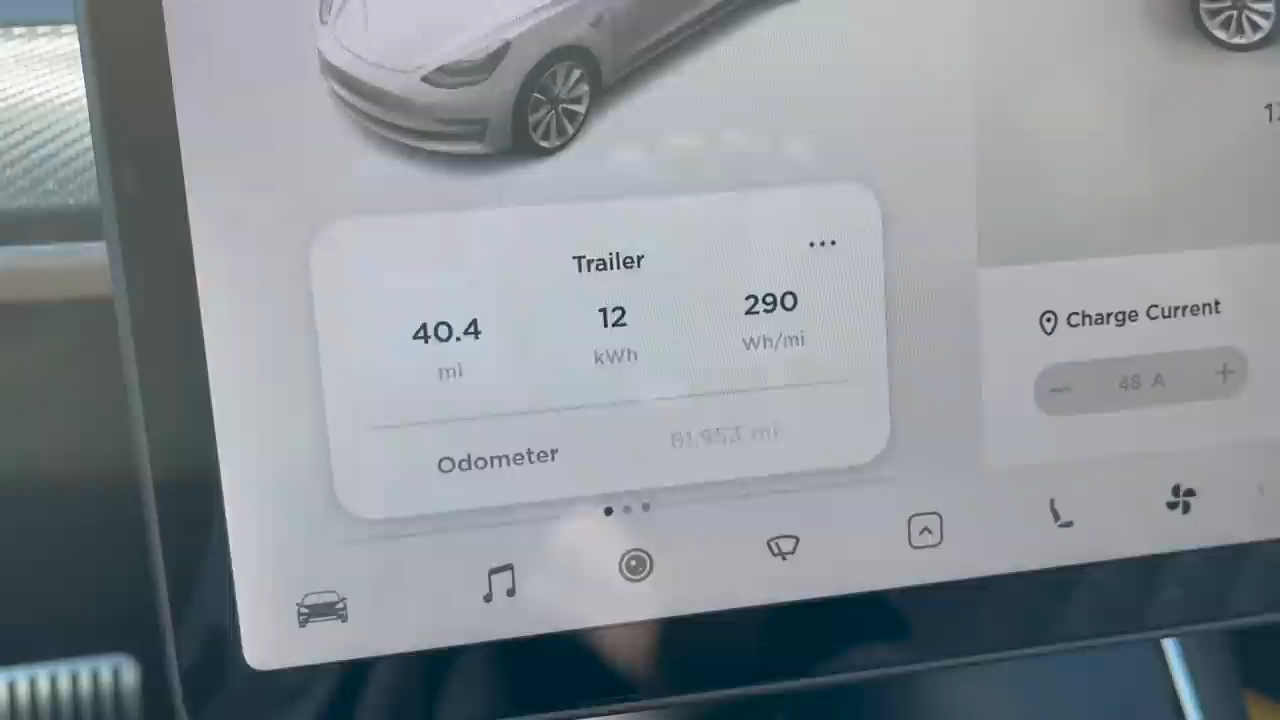 Trailer
40.4 12 290
mi kWh Wh/mi
Odometer 61,953 mi
Charge Current
48 A